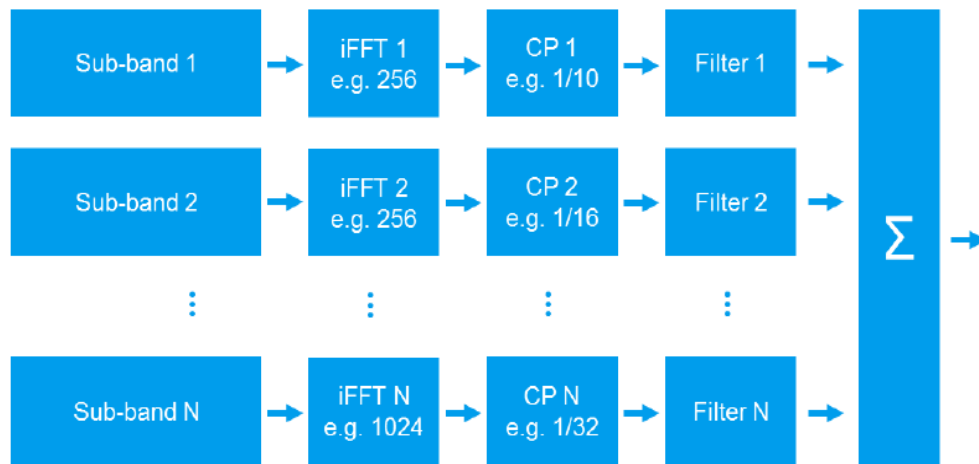 Sub-band 1
iFFT 1
e.g. 256
CP 1
e.g. 1/10
Filter 1
Sub-band 2
iFFT 2
e.g. 256
CP 2
e.g. 1/16
Filter 2
Σ
Sub-band N
iFFT N
e.g. 1024
CP N
e.g. 1/32
Filter N